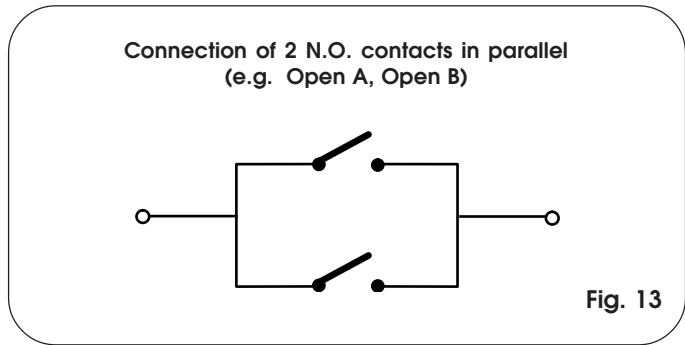 Connection of 2 N.O. contacts in parallel
(e.g. Open A, Open B)
Fig. 13